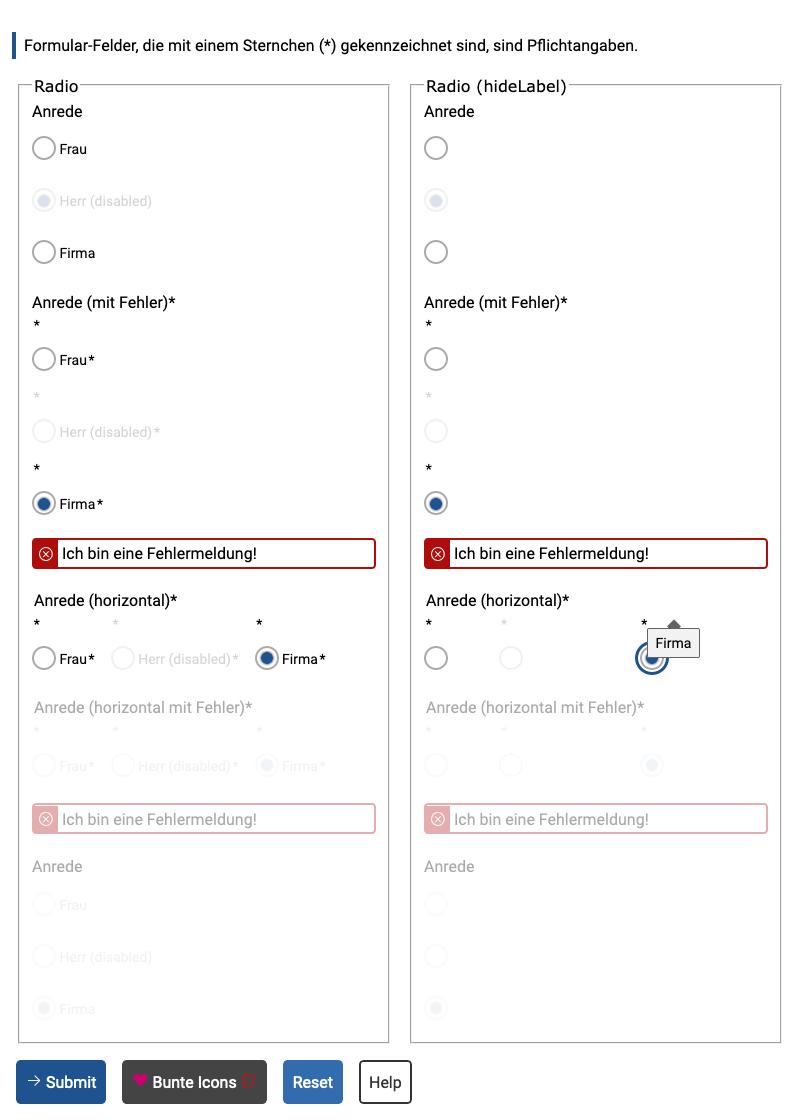 Formular-Felder, die mit einem Sternchen (*) gekennzeichnet sind, sind Pflichtangaben.
Radio
Anrede
Frau
Herr (disabled)
Firma
Anrede (mit Fehler)*
*
Frau*
*
Herr (disabled)*
*
Firma*
Ich bin eine Fehlermeldung!
Anrede (horizontal)*
* * *
Frau* Herr (disabled)* Firma*
Anrede (horizontal mit Fehler)*
* * *
Frau* Herr (disabled)* Firma*
Ich bin eine Fehlermeldung!
Anrede
Frau
Herr (disabled)
Firma
Radio (hideLabel)
Anrede
Anrede (mit Fehler)*
*
*
*
Ich bin eine Fehlermeldung!
Anrede (horizontal)*
* * *
Firma
Anrede (horizontal mit Fehler)*
* * *
Ich bin eine Fehlermeldung!
Anrede
Submit Bunte Icons Reset Help